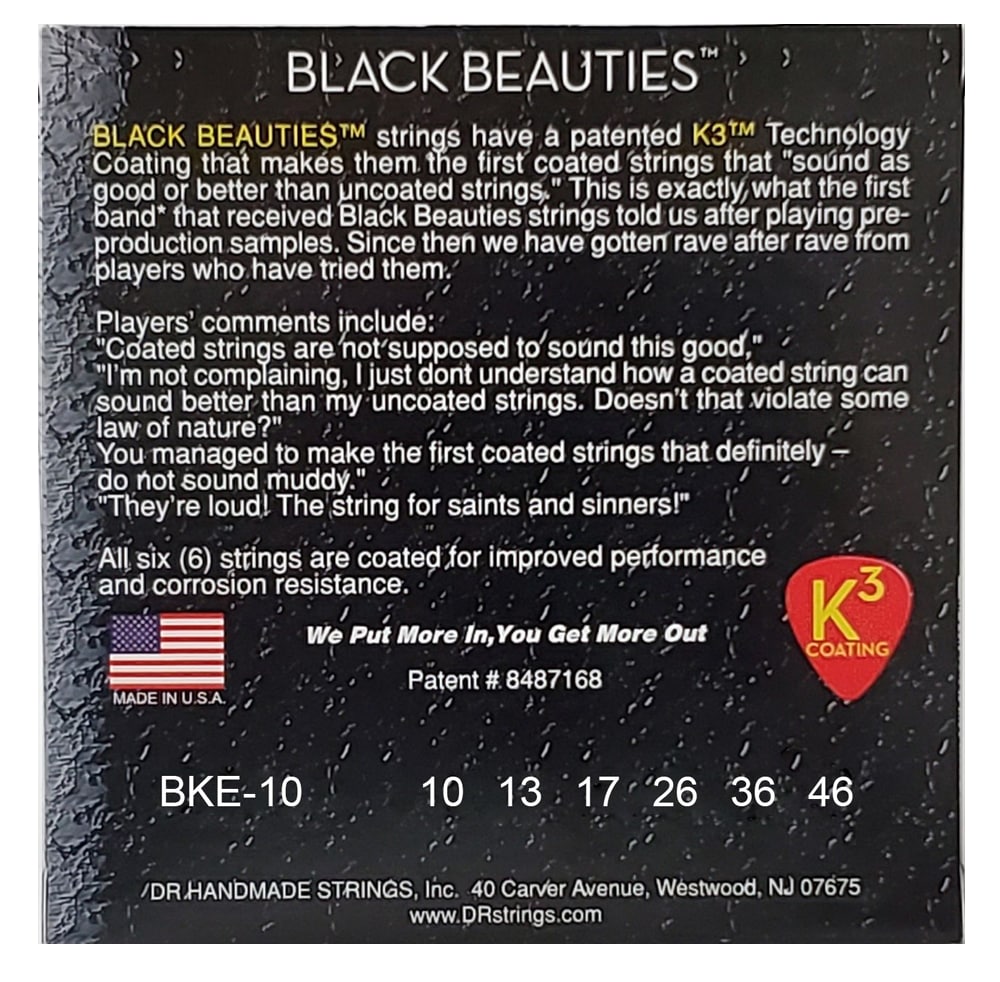 BLACK BEAUTIES™
BLACK BEAUTIES™ strings have a patented K3™ Technology
Coating that makes them the first coated strings that "sound as
good or better than uncoated strings." This is exactly what the first
band* that received Black Beauties strings told us after playing pre-
production samples. Since then we have gotten rave after rave from
players who have tried them.
Players' comments include:
"Coated strings are not supposed to sound this good,"
"I'm not complaining, I just dont understand how a coated string can
sound better than my uncoated strings. Doesn't that violate some
law of nature?"
You managed to make the first coated strings that definitely –
do not sound muddy."
"They're loud! The string for saints and sinners!"
All six (6) strings are coated for improved performance
and corrosion resistance.
K3
COATING
We Put More In, You Get More Out
Patent # 8487168
MADE IN U.S.A.
BKE-10 10 13 17 26 36 46
DR HANDMADE STRINGS, Inc. 40 Carver Avenue, Westwood, NJ 07675
www.DRstrings.com